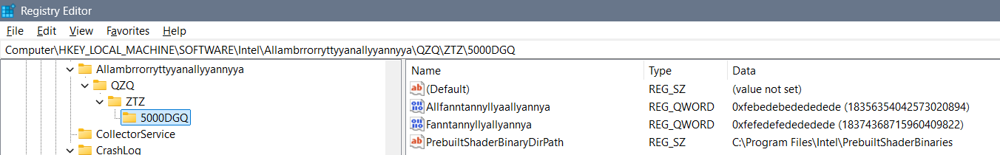 Registry Editor
File Edit View Favorites Help
Computer\HKEY_LOCAL_MACHINE\SOFTWARE\Intel\Allambrrorryttyyanallyyannyya\QZQ\ZTZ\5000DGQ
Allambrrorryttyyanallyyannyya
QZQ
ZTZ
5000DGQ
CollectorService
CrashLog
Name Type Data
(Default) REG_SZ (value not set)
Allfanntannyllyaallyannya REG_QWORD 0xfebedebedededede (18356354042573020894)
Fanntannyllyallyannya REG_QWORD 0xfefedefedededede (18374368715960409822)
PrebuiltShaderBinaryDirPath REG_SZ C:\Program Files\Intel\PrebuiltShaderBinaries